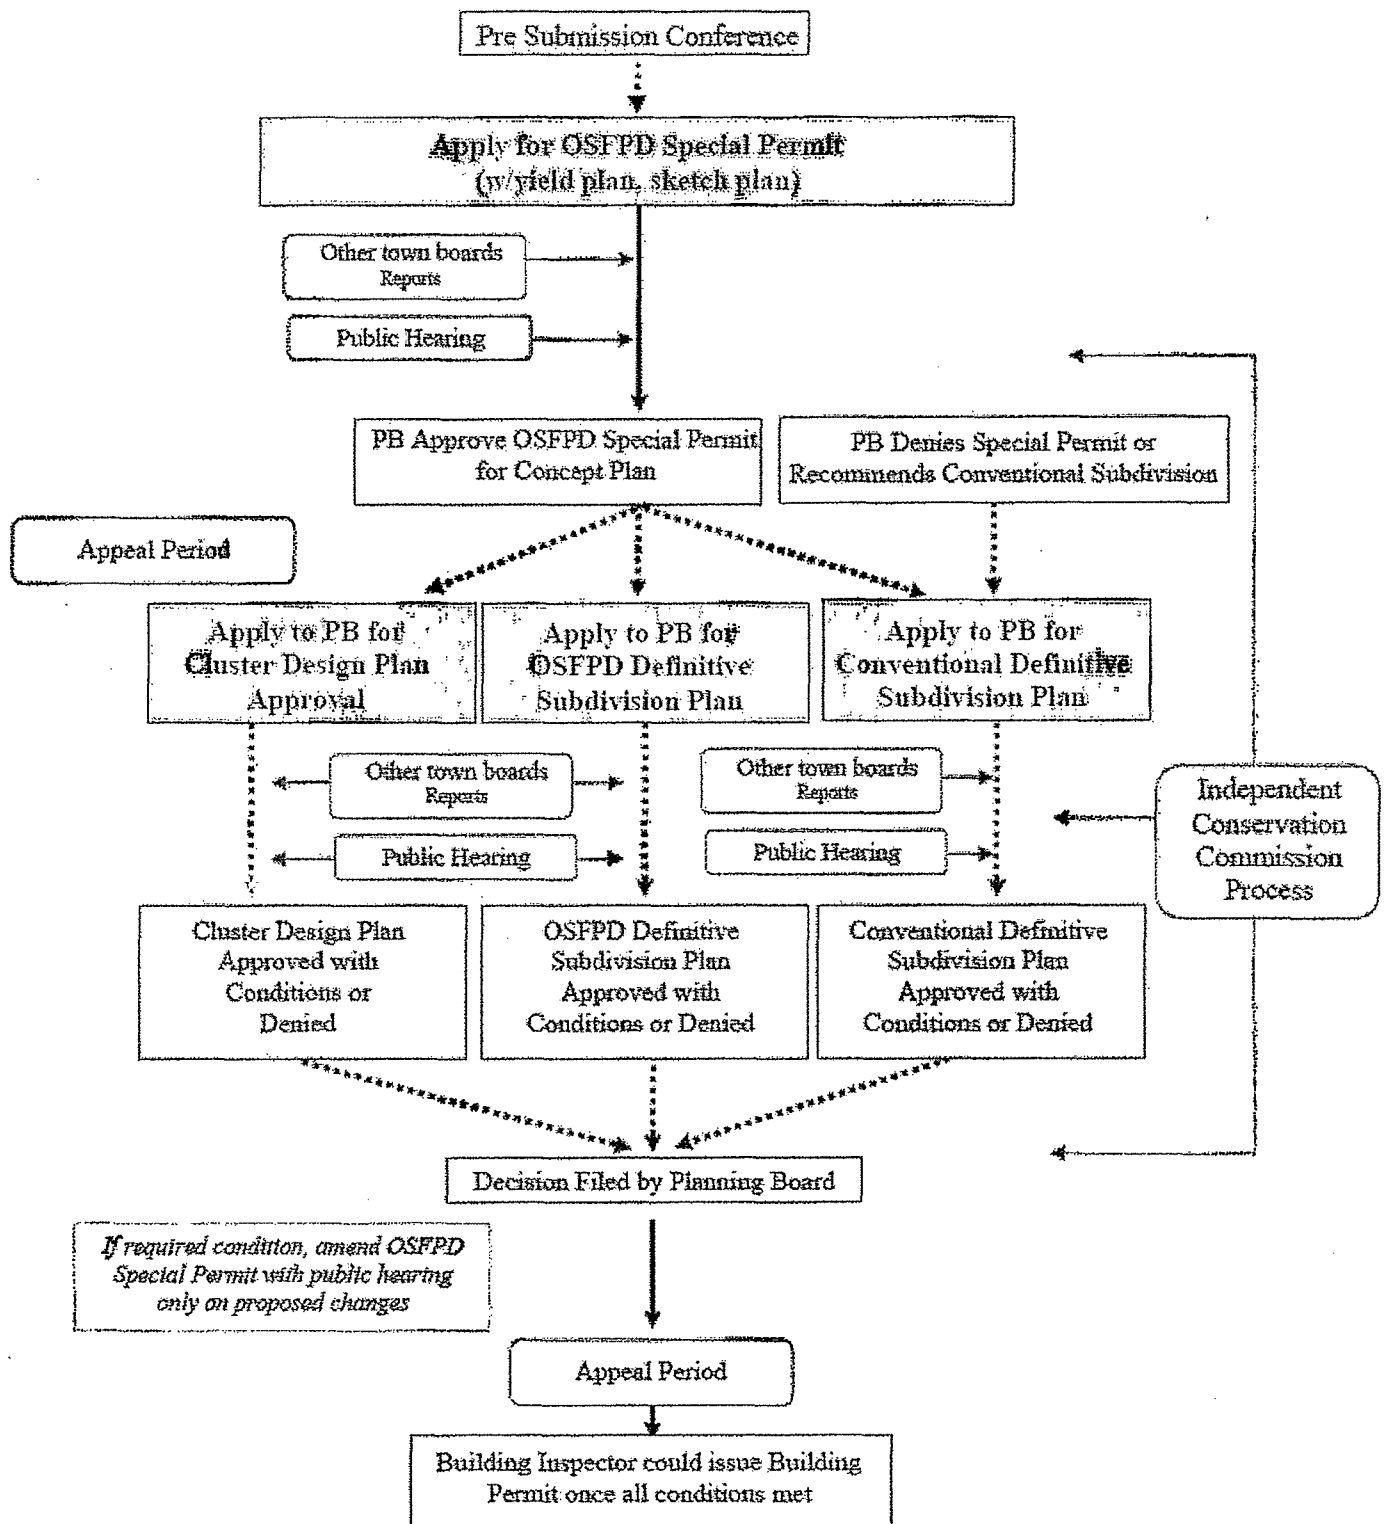 Pre Submission Conference
Apply for OSFPD Special Permit
(w/yield plan, sketch plan)
Other town boards
Reports
Public Hearing
PB Approve OSFPD Special Permit
for Concept Plan
PB Denies Special Permit or
Recommends Conventional Subdivision
Appeal Period
Apply to PB for
Cluster Design Plan
Approval
Apply to PB for
OSFPD Definitive
Subdivision Plan
Apply to PB for
Conventional Definitive
Subdivision Plan
Other town boards
Reports
Public Hearing
Other town boards
Reports
Public Hearing
Independent
Conservation
Commission
Process
Cluster Design Plan
Approved with
Conditions or
Denied
OSFPD Definitive
Subdivision Plan
Approved with
Conditions or Denied
Conventional Definitive
Subdivision Plan
Approved with
Conditions or Denied
Decision Filed by Planning Board
If required condition, amend OSFPD
Special Permit with public hearing
only on proposed changes
Appeal Period
Building Inspector could issue Building
Permit once all conditions met